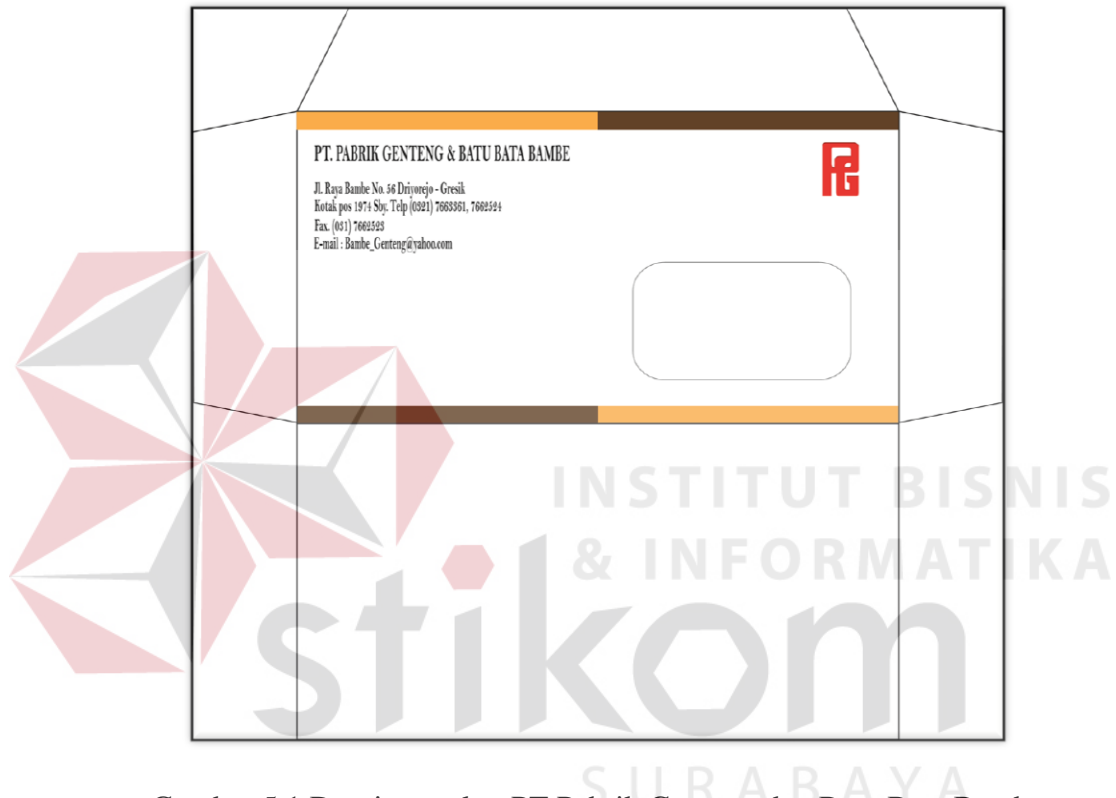 PT. PABRIK GENTENG & BATU BATA BAMBE
Jl. Raya Bambe No. 56 Driyorejo - Gresik
Kotak pos 1974 Sby. Telp (0321) 7663361, 7662524
Fax. (031) 7662523
E-mail : Bambe_Genteng@yahoo.com
INSTITUT BISNIS
& INFORMATIKA
stikom
SURABAYA